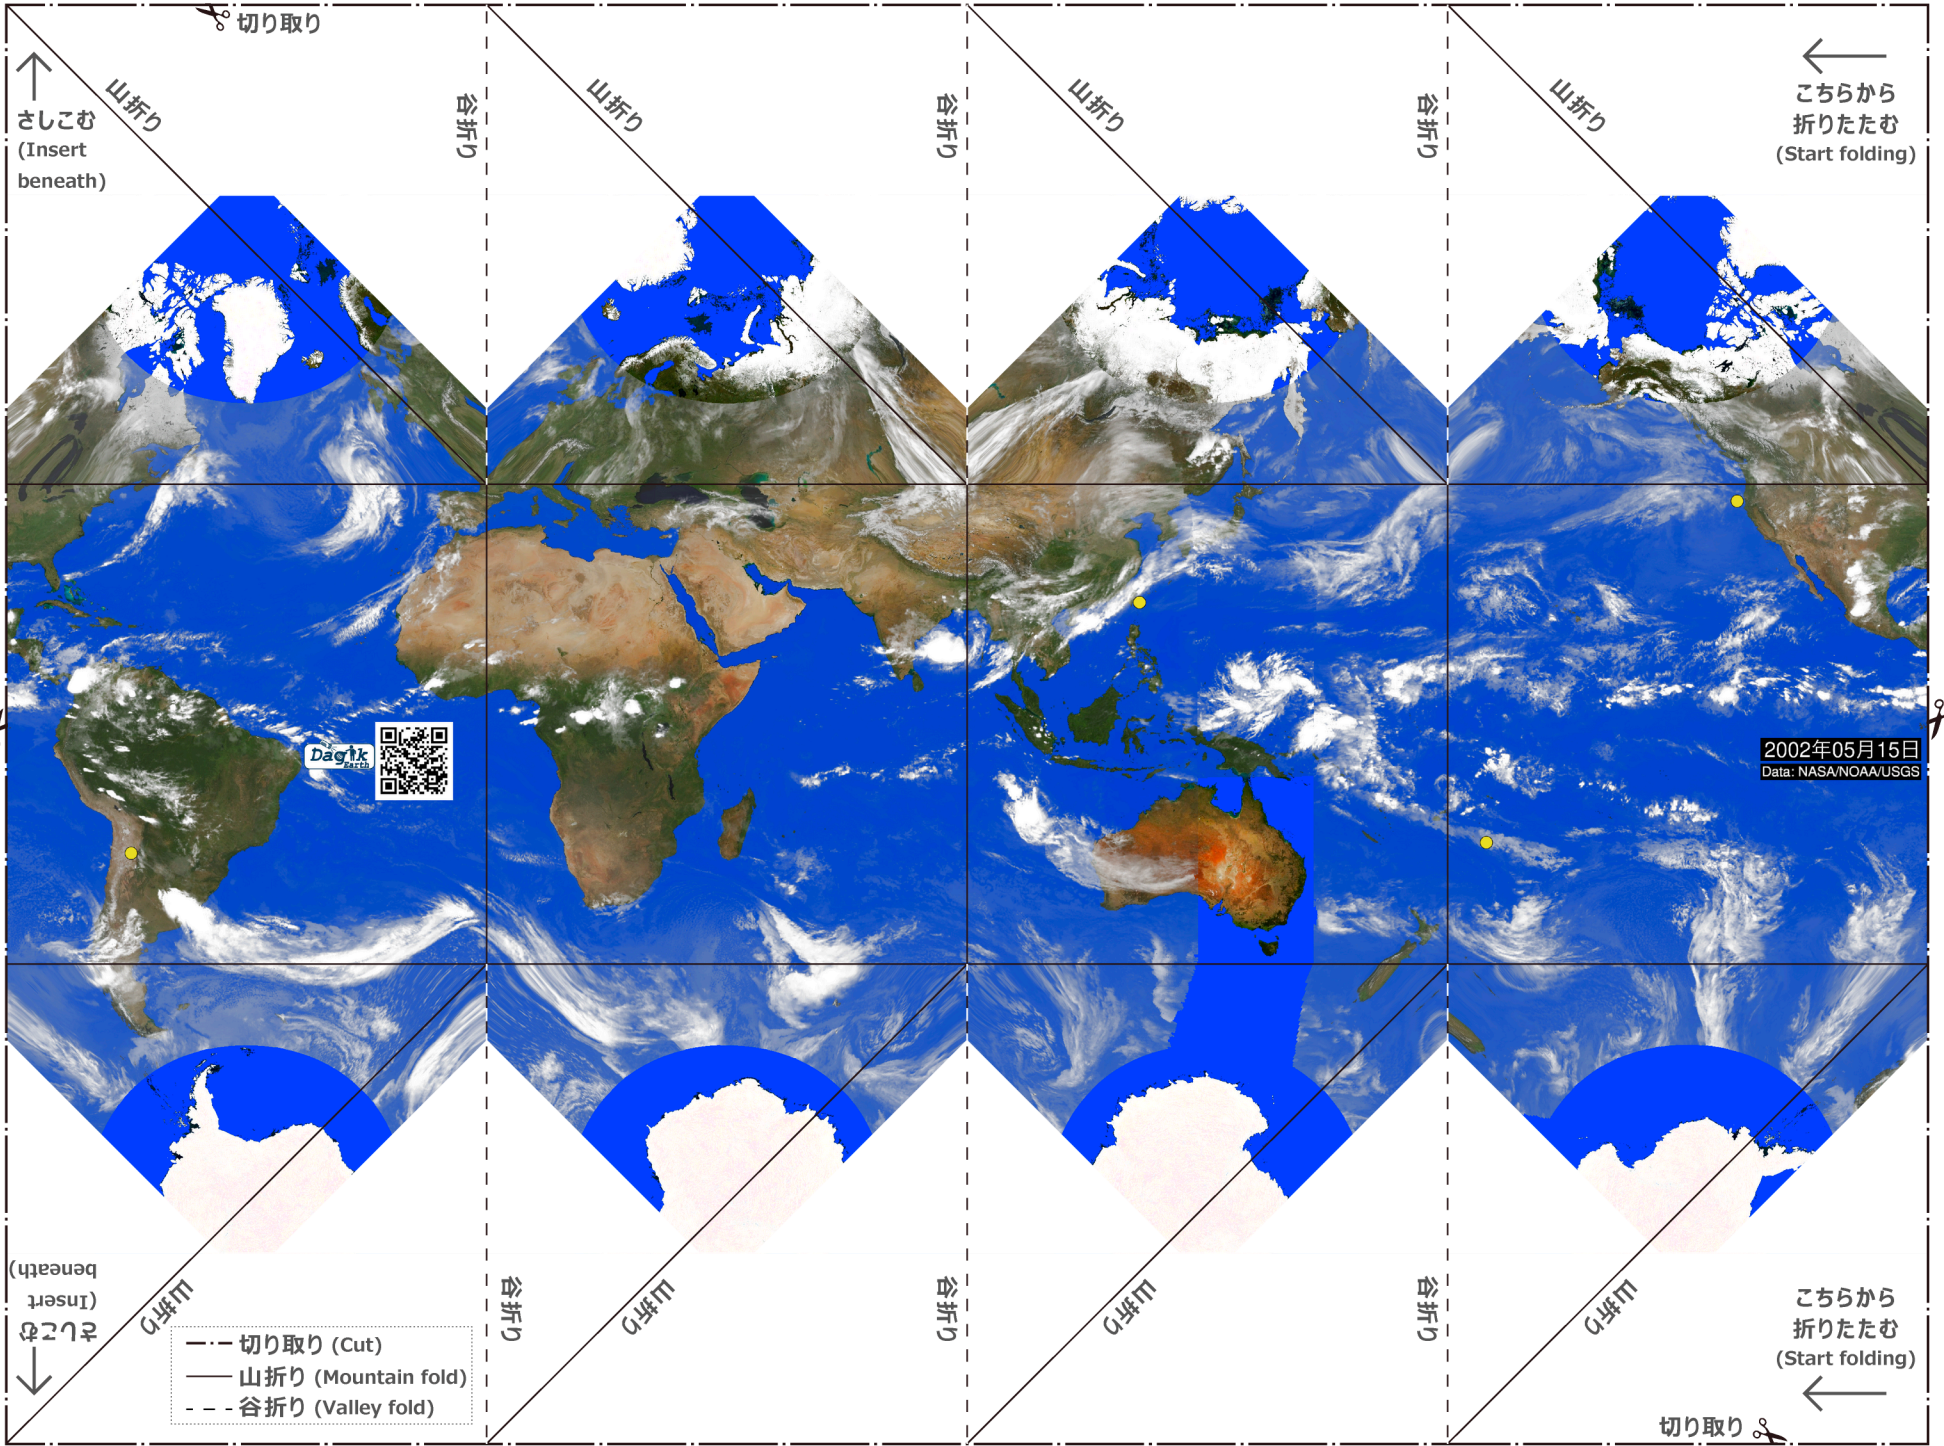 切り取り
山折り
谷折り
山折り
谷折り
山折り
谷折り
山折り
さしこむ
(Insert
beneath)
こちらから
折りたたむ
(Start folding)
Dagik
Earth
2002年05月15日
Data: NASA/NOAA/USGS
さしこむ
(Insert
beneath)
山折り
谷折り
山折り
谷折り
山折り
谷折り
山折り
こちらから
折りたたむ
(Start folding)
切り取り (Cut)
山折り (Mountain fold)
谷折り (Valley fold)
切り取り